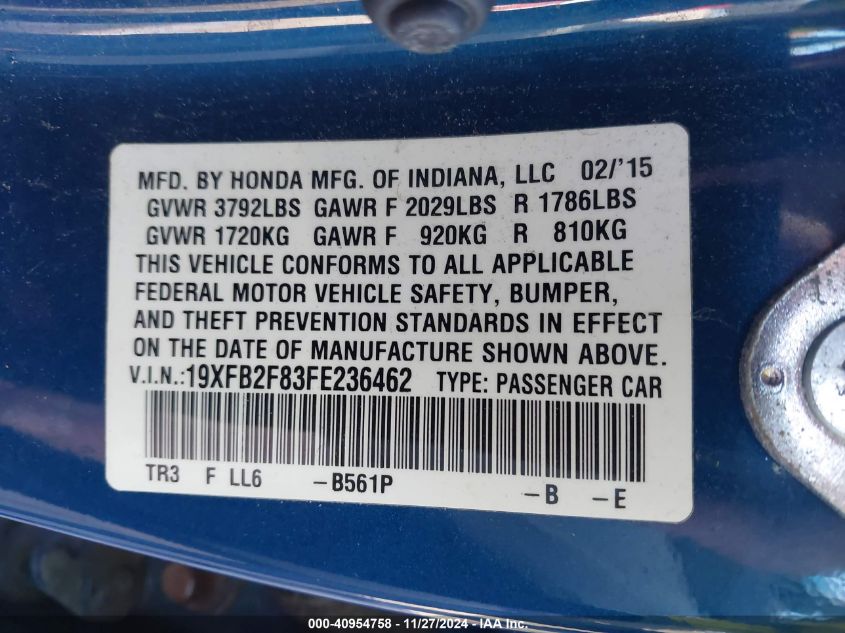 MFD. BY HONDA MFG. OF INDIANA, LLC 02/'15
GVWR 3792LBS GAWR F 2029LBS R 1786LBS
GVWR 1720KG GAWR F 920KG R 810KG
THIS VEHICLE CONFORMS TO ALL APPLICABLE
FEDERAL MOTOR VEHICLE SAFETY, BUMPER,
AND THEFT PREVENTION STANDARDS IN EFFECT
ON THE DATE OF MANUFACTURE SHOWN ABOVE.
V.I.N.:19XFB2F83FE236462 TYPE: PASSENGER CAR
TR3 F LL6 -B561P -B -E
000-40954758 - 11/27/2024 - IAA Inc.